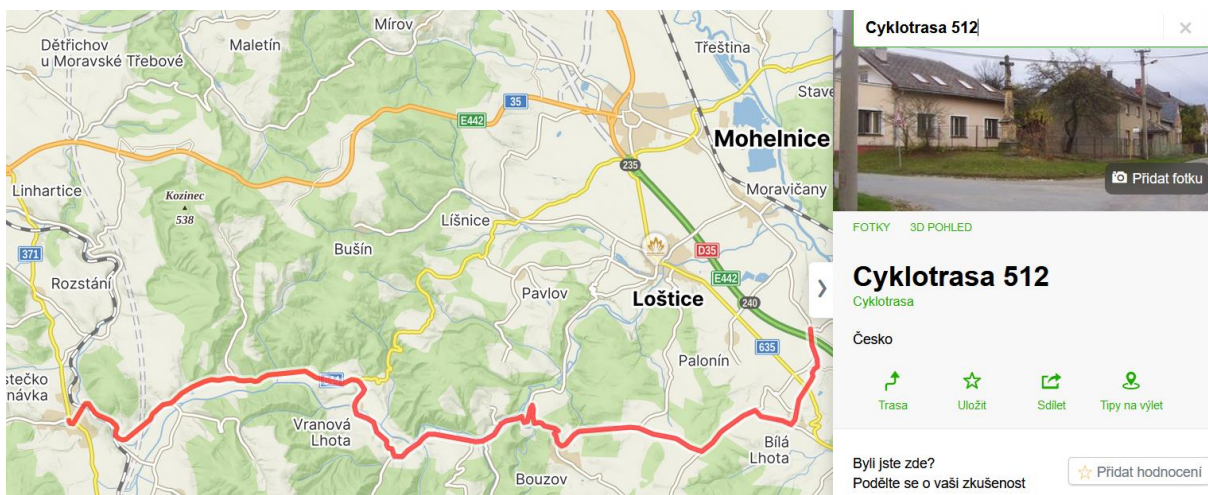 Mírov
Dětřichov
u Moravské Třebové
Maletín
Třeština
Stave
35
E442
Mohelnice
235
Linhartice
Kozinec
538
Moravičany
Líšnice
371
Bušín
D35
E442
Rozstání
Pavlov
Loštice
240
635
Palonín
stečko
návka
Vranová
Lhota
Bílá
Lhota
Bouzov
Cyklotrasa 512
×
Přidat fotku
FOTKY 3D POHLED
Cyklotrasa 512
Cyklotrasa
Česko
Trasa Uložit Sdílet Tipy na výlet
Byli jste zde?
Podělte se o vaši zkušenost
Přidat hodnocení